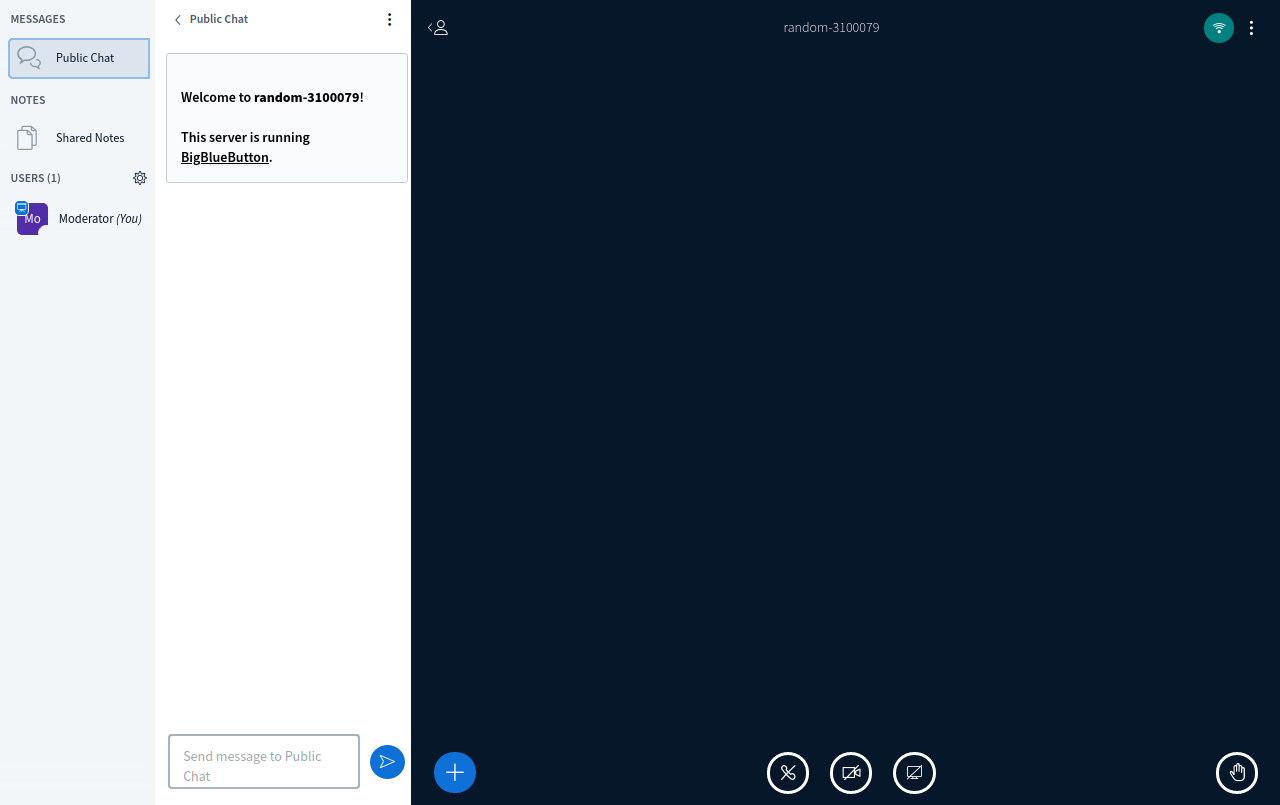 MESSAGES
Public Chat
NOTES
Shared Notes
USERS (1)
Mo
Moderator (You)
Public Chat
Welcome to random-3100079!
This server is running
BigBlueButton.
Send message to Public
Chat
random-3100079